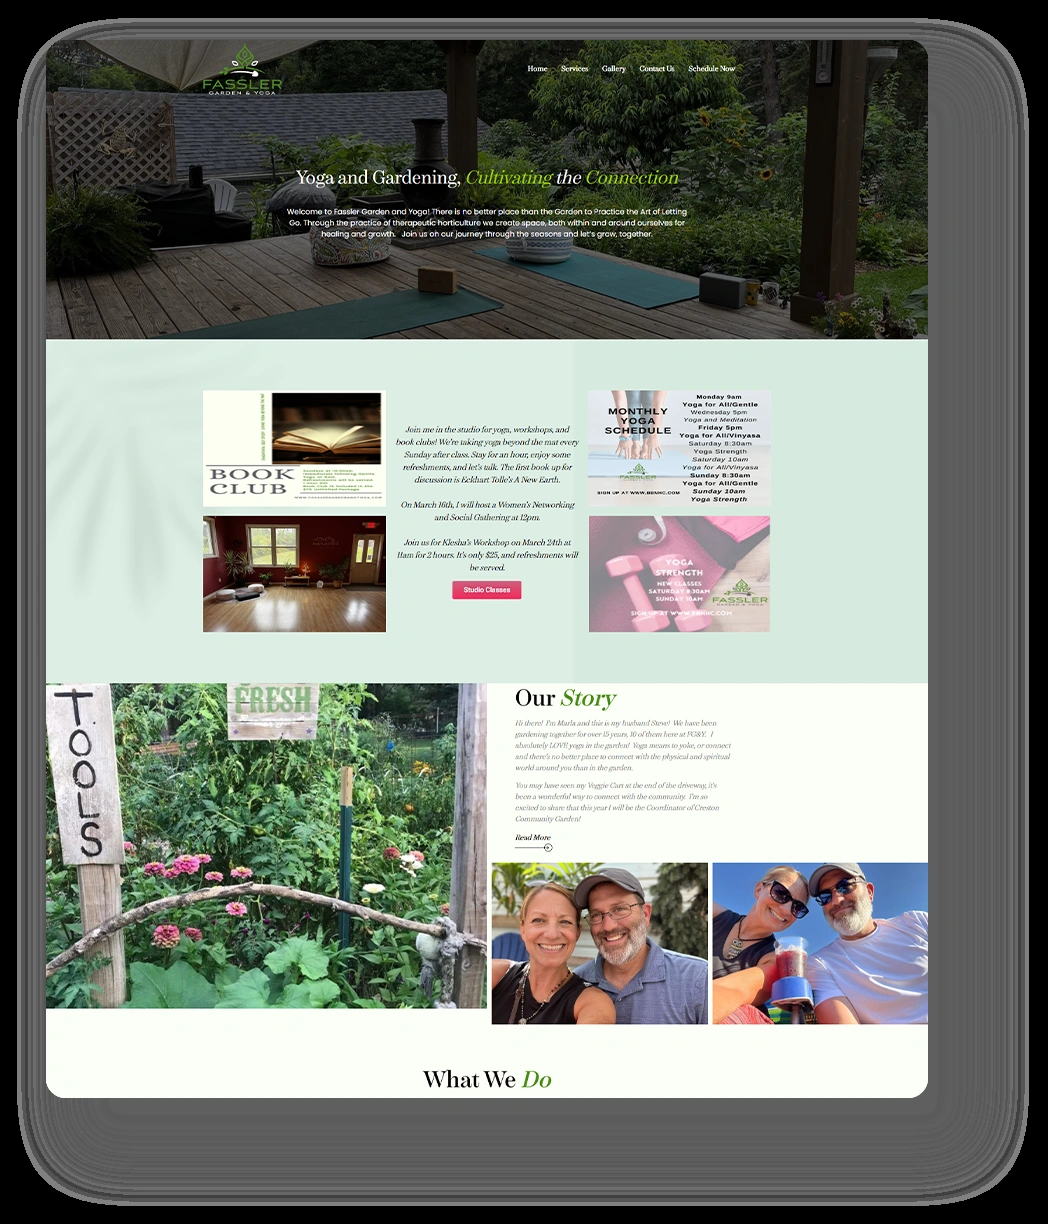 FASSLER
GARDEN & YOGA
Home Services Gallery Contact Us Schedule Now
Yoga and Gardening, Cultivating the Connection
Welcome to Fassler Garden and Yoga! There is no better place than the Garden to Practice the Art of Letting
Go. Through the practice of therapeutic horticulture we create space, both within and around ourselves for
healing and growth. Join us on our journey through the seasons and let's grow, together.
BOOK
CLUB
Join me in the studio for yoga, workshops, and
book clubs! We're taking yoga beyond the mat every
Sunday after class. Stay for an hour, enjoy some
refreshments, and let's talk. The first book up for
discussion is Eckhart Tolle's A New Earth.
On March 16th, I will host a Women's Networking
and Social Gathering at 12pm.
Join us for Klesha's Workshop on March 24th at
11am for 2 hours. It's only $25, and refreshments will
be served.
Studio Classes
MONTHLY
YOGA
SCHEDULE
FASSLER
SIGN UP AT WWW.BBMHC.COM
Monday 9am
Yoga for All/Gentle
Wednesday 5pm
Yoga and Meditation
Friday 5pm
Yoga for All/Vinyasa
Saturday 8:30am
Yoga Strength
Saturday 10am
Yoga for All/Vinyasa
Sunday 8:30am
Yoga for All/Gentle
Sunday 10am
Yoga Strength
YOGA
STRENGTH
NEW CLASSES
SATURDAY 8:30AM
SUNDAY 10AM
FASSLER
GARDEN & YOGA
SIGN UP AT WWW.BBMHC.COM
TOOLS
FRESH
Our Story
Hi there! I'm Marla and this is my husband Steve! We have been
gardening together for over 15 years, 10 of them here at FG&Y. I
absolutely LOVE yoga in the garden! Yoga means to yoke, or connect
and there's no better place to connect with the physical and spiritual
world around you than in the garden.
You may have seen my Veggie Cart at the end of the driveway, it's
been a wonderful way to connect with the community. I'm so
excited to share that this year I will be the Coordinator of Creston
Community Garden!
Read More
What We Do